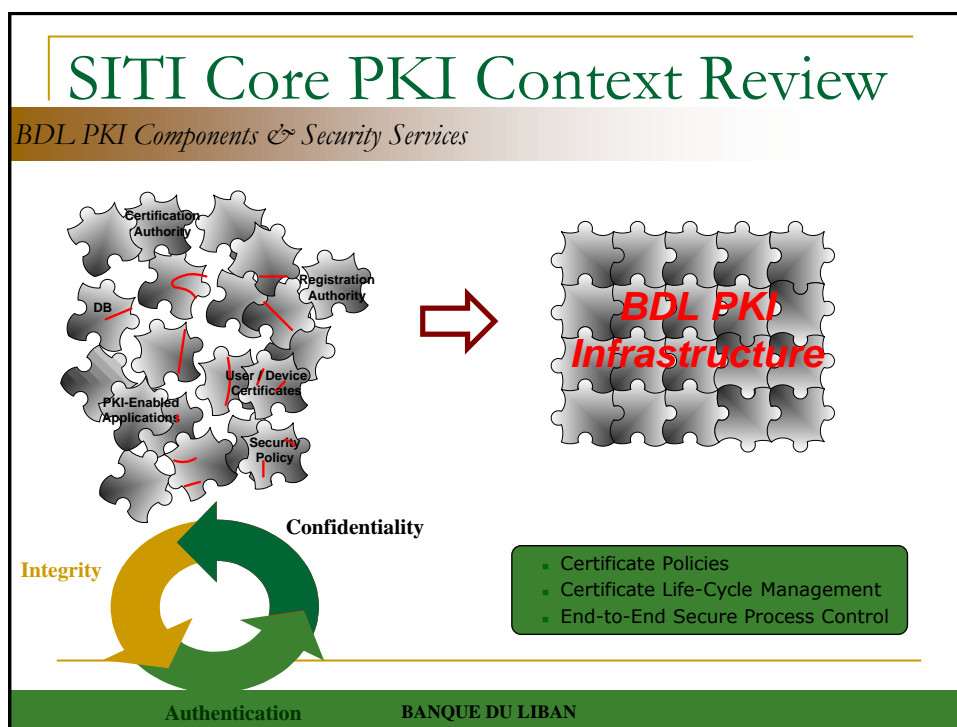 SITI Core PKI Context Review
BDL PKI Components & Security Services
Certification
Authority
Registration
Authority
DB
User / Device
Certificates
PKI-Enabled
Applications
Security
Policy
BDL PKI
Infrastructure
Confidentiality
Integrity
Authentication
Certificate Policies
Certificate Life-Cycle Management
End-to-End Secure Process Control
BANQUE DU LIBAN